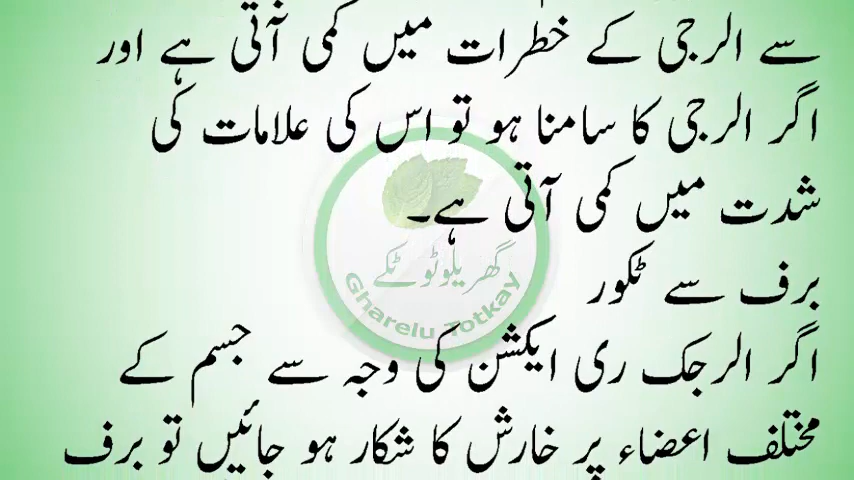 سے الرجی کے خطرات میں کمی آتی ہے اور
اگر الرجی کا سامنا ہو تو اس کی علامات کی
شدت میں کمی آتی ہے۔
گھریلو ٹوٹکے
Gharelu Totkay
برف سے ٹکور
اگر الرجک ری ایکشن کی وجہ سے جسم کے
مختلف اعضاء پر خارش کا شکار ہو جائیں تو برف